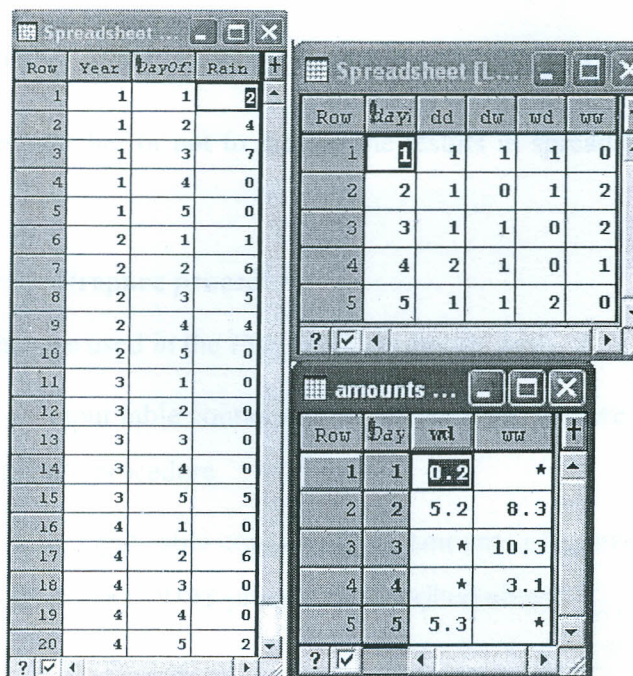 Spreadsheet ...
Row Year DayOf Rain +
1 1 1 2
2 1 2 4
3 1 3 7
4 1 4 0
5 1 5 0
6 2 1 1
7 2 2 6
8 2 3 5
9 2 4 4
10 2 5 0
11 3 1 0
12 3 2 0
13 3 3 0
14 3 4 0
15 3 5 5
16 4 1 0
17 4 2 6
18 4 3 0
19 4 4 0
20 4 5 2
?
Spreadsheet [L...
Row Day dd dw wd ww
1 1 1 1 1 0
2 2 1 0 1 2
3 3 1 1 0 2
4 4 2 1 0 1
5 5 1 1 2 0
?
amounts ...
Row Day wd ww +
1 1 0.2 *
2 2 5.2 8.3
3 3 * 10.3
4 4 * 3.1
5 5 5.3 *
?